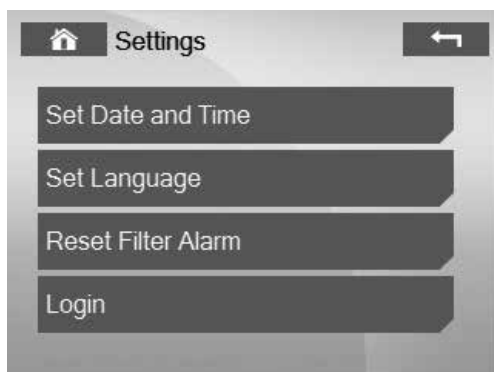 Settings
Set Date and Time
Set Language
Reset Filter Alarm
Login